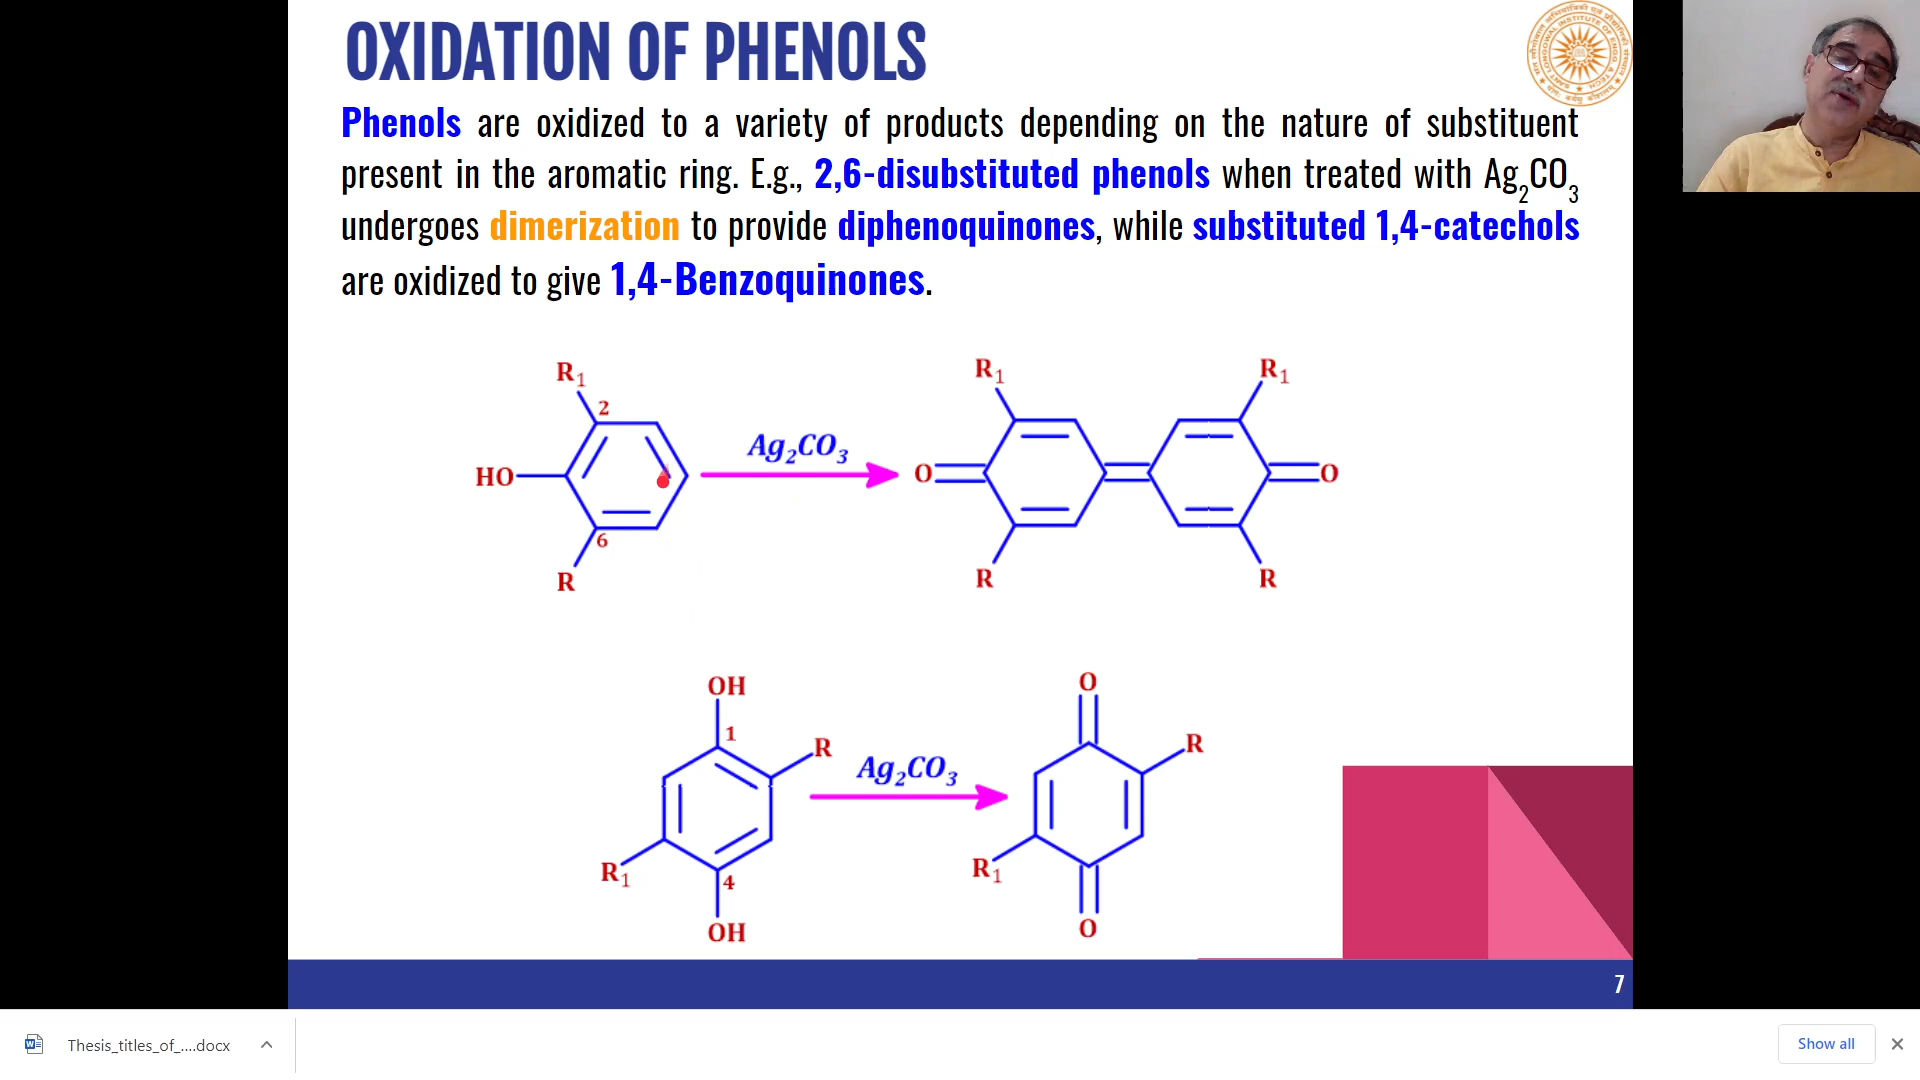 OXIDATION OF PHENOLS
Phenols are oxidized to a variety of products depending on the nature of substituent
present in the aromatic ring. E.g., 2,6-disubstituted phenols when treated with Ag₂CO₃
undergoes dimerization to provide diphenoquinones, while substituted 1,4-catechols
are oxidized to give 1,4-Benzoquinones.
R₁
2
HO
6
R
Ag₂CO₃
R₁
R₁
O
O
R
R
OH
1
R
R₁
4
OH
Ag₂CO₃
O
R
R₁
O
7
Thesis_titles_of_....docx
Show all